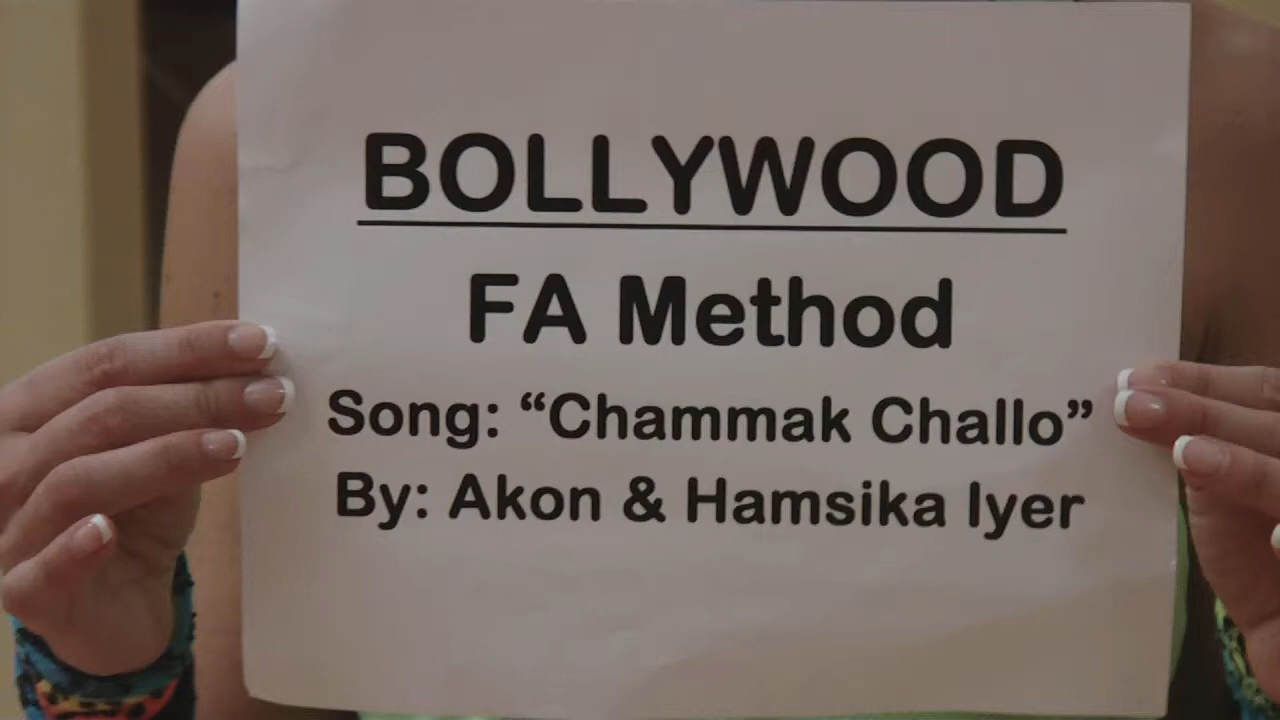 BOLLYWOOD
FA Method
Song: “Chammak Challo”
By: Akon & Hamsika Iyer